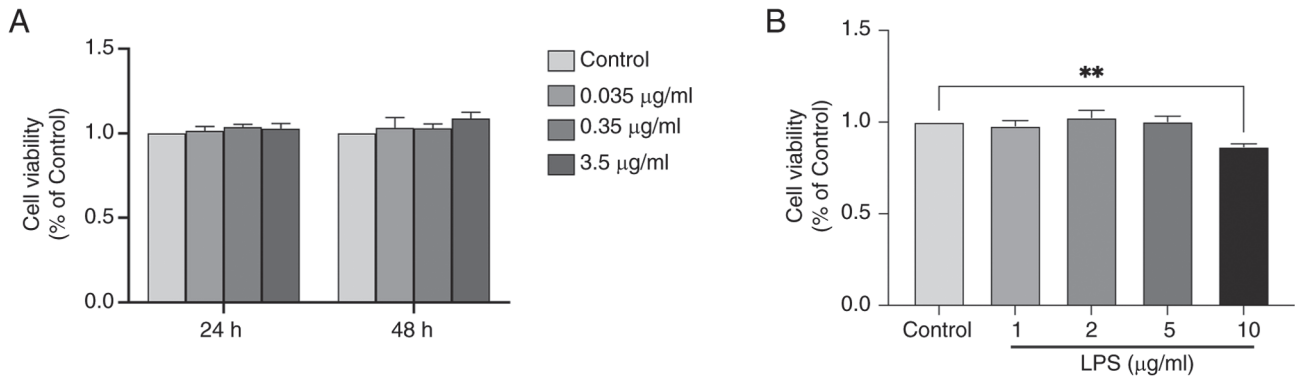 A
Cell viability
(% of Control)
1.5
1.0
0.5
0.0
24 h
48 h
Control
0.035 μg/ml
0.35 μg/ml
3.5 μg/ml
B
Cell viability
(% of Control)
1.5
1.0
0.5
0.0
**
Control
1
2
5
10
LPS (μg/ml)